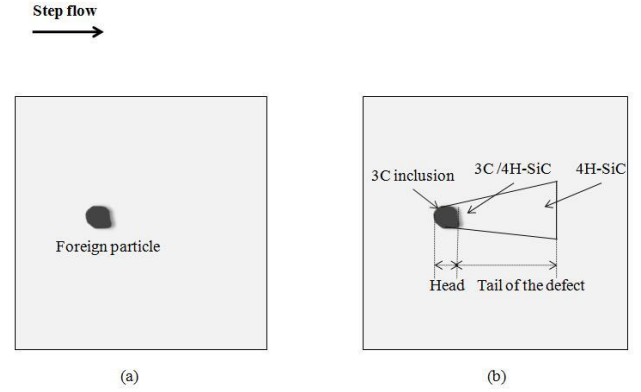 Step flow
Foreign particle
(a)
3C inclusion
3C /4H-SiC
4H-SiC
Head
Tail of the defect
(b)